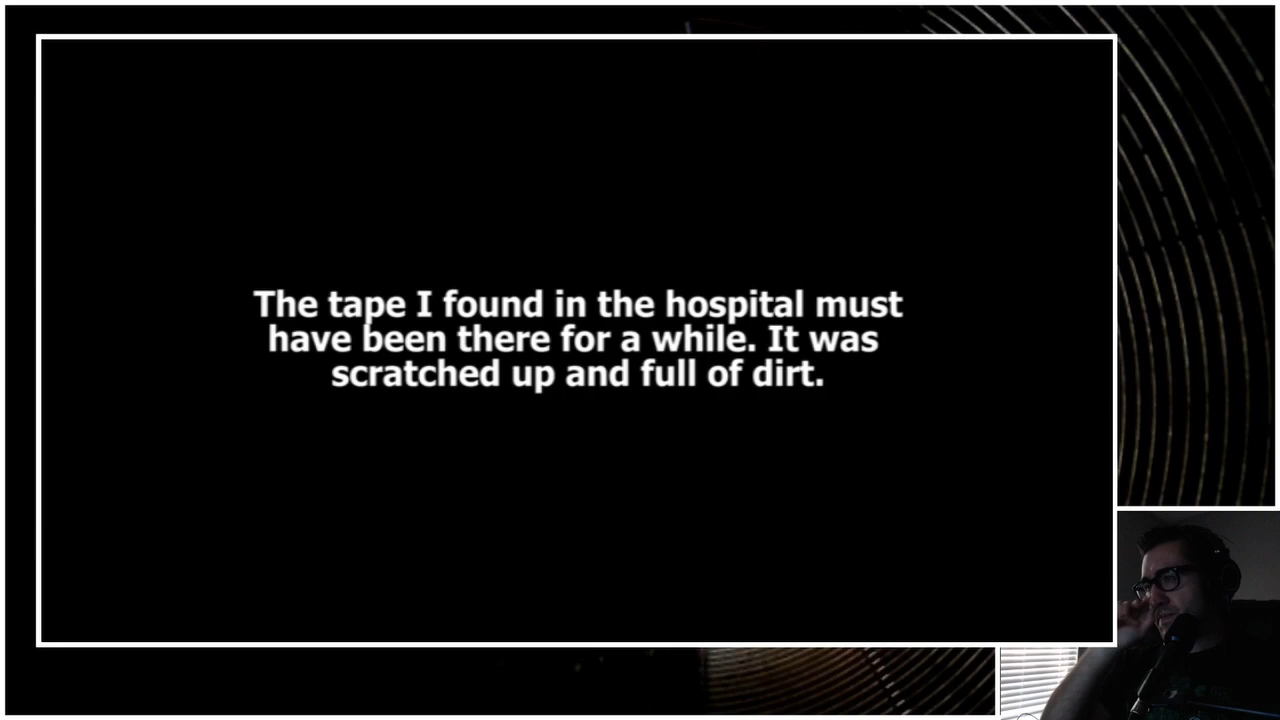 The tape I found in the hospital must
have been there for a while. It was
scratched up and full of dirt.